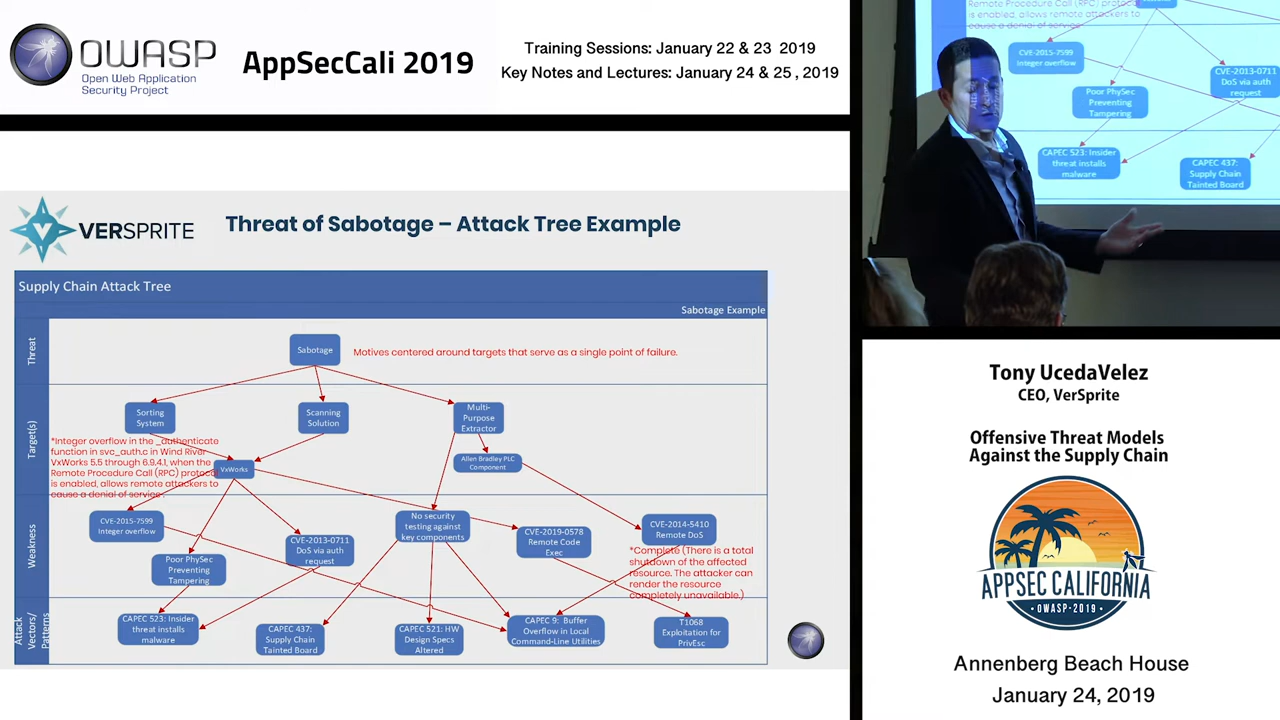 OWASP
Open Web Application
Security Project
AppSecCali 2019
Training Sessions: January 22 & 23 2019
Key Notes and Lectures: January 24 & 25, 2019
VERSPRITE
Threat of Sabotage – Attack Tree Example
Supply Chain Attack Tree
Sabotage Example
Threat
Sabotage
Motives centered around targets that serve as a single point of failure.
Target(s)
Sorting
System
Scanning
Solution
Multi-
Purpose
Extractor
*Integer overflow in the _authenticate
function in svc_auth.c in Wind River
VxWorks 5.5 through 6.9.4.1, when the
Remote Procedure Call (RPC) protocol
is enabled, allows remote attackers to
cause a denial of service.
VxWorks
Allen Bradley PLC
Component
Weakness
CVE-2015-7599
Integer overflow
Poor PhySec
Preventing
Tampering
CVE-2013-0711
DoS via auth
request
No security
testing against
key components
CVE-2019-0578
Remote Code
Exec
CVE-2014-5410
Remote DoS
*Complete (There is a total
shutdown of the affected
resource. The attacker can
render the resource
completely unavailable.)
Attack
Vectors/
Patterns
CAPEC 523: Insider
threat installs
malware
CAPEC 437:
Supply Chain
Tainted Board
CAPEC 521: HW
Design Specs
Altered
CAPEC 9: Buffer
Overflow in Local
Command-Line Utilities
T1068
Exploitation for
PrivEsc
Remote Procedure Call (RPC) protocol
is enabled, allows remote attackers to
cause a denial of service.
CVE-2015-7599
Integer overflow
Poor PhySec
Preventing
Tampering
CVE-2013-0711
DoS via auth
request
CAPEC 523: Insider
threat installs
malware
CAPEC 437:
Supply Chain
Tainted Board
Tony UcedaVelez
CEO, VerSprite
Offensive Threat Models
Against the Supply Chain
APPSEC CALIFORNIA
OWASP-2019
Annenberg Beach House
January 24, 2019